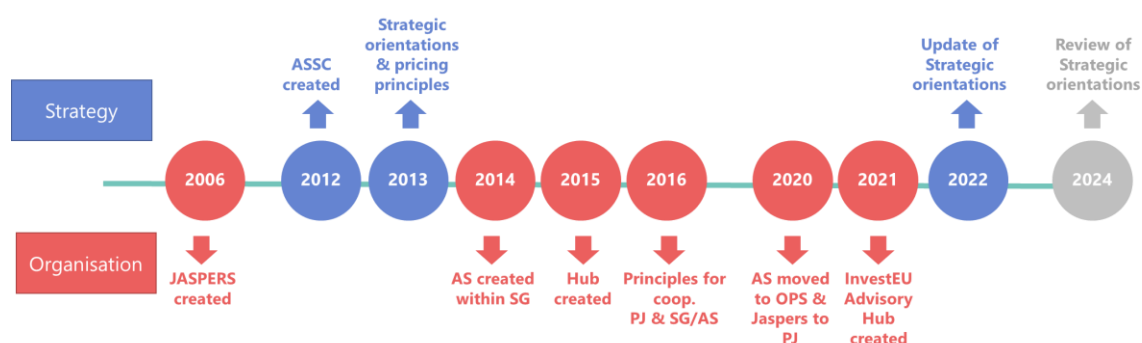 Strategy
ASSC
created
Strategic
orientations
& pricing
principles
Update of
Strategic
orientations
Review of
Strategic
orientations
2006
2012
2013
2014
2015
2016
2020
2021
2022
2024
Organisation
JASPERS
created
AS created
within SG
Hub
created
Principles for
coop.
PJ & SG/AS
AS moved
to OPS &
Jaspers to
PJ
InvestEU
Advisory
Hub
created